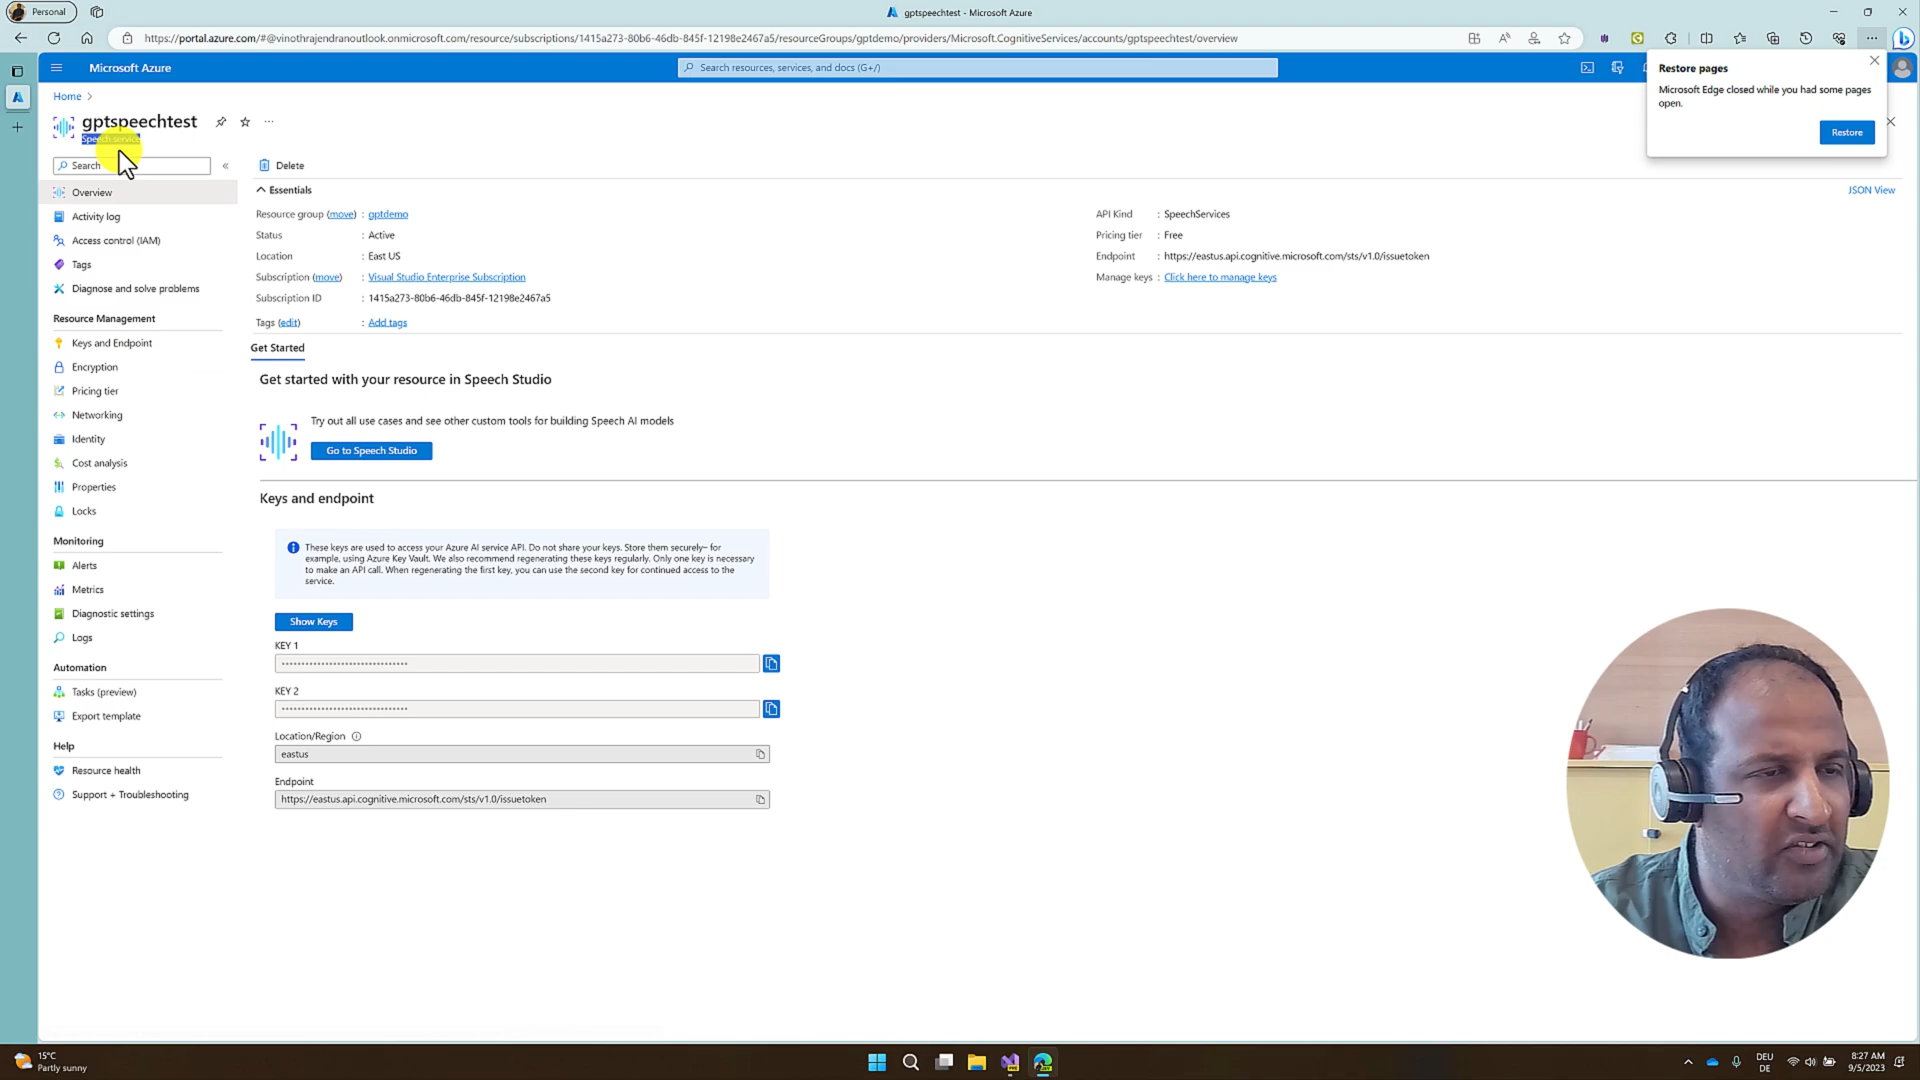 Personal
gptspeechtest - Microsoft Azure
https://portal.azure.com/#@vinothrajendranoutlook.onmicrosoft.com/resource/subscriptions/1415a273-80b6-46db-845f-12198e2467a5/resourceGroups/gptdemo/providers/Microsoft.CognitiveServices/accounts/gptspeechtest/overview
Microsoft Azure
Search resources, services, and docs (G+/)
Restore pages
Microsoft Edge closed while you had some pages
open.
Restore
Home
gptspeechtest
Speech service
Search
Delete
Essentials
JSON View
Resource group (move) : gptdemo
Status : Active
Location : East US
Subscription (move) : Visual Studio Enterprise Subscription
Subscription ID : 1415a273-80b6-46db-845f-12198e2467a5
Tags (edit) : Add tags
API Kind : SpeechServices
Pricing tier : Free
Endpoint : https://eastus.api.cognitive.microsoft.com/sts/v1.0/issuetoken
Manage keys : Click here to manage keys
Overview
Activity log
Access control (IAM)
Tags
Diagnose and solve problems
Resource Management
Keys and Endpoint
Encryption
Pricing tier
Networking
Identity
Cost analysis
Properties
Locks
Monitoring
Alerts
Metrics
Diagnostic settings
Logs
Automation
Tasks (preview)
Export template
Help
Resource health
Support + Troubleshooting
Get Started
Get started with your resource in Speech Studio
Try out all use cases and see other custom tools for building Speech AI models
Go to Speech Studio
Keys and endpoint
These keys are used to access your Azure AI service API. Do not share your keys. Store them securely– for
example, using Azure Key Vault. We also recommend regenerating these keys regularly. Only one key is necessary
to make an API call. When regenerating the first key, you can use the second key for continued access to the
service.
Show Keys
KEY 1
KEY 2
Location/Region
eastus
Endpoint
https://eastus.api.cognitive.microsoft.com/sts/v1.0/issuetoken
15°C
Partly sunny
DEU
DE
8:27 AM
9/5/2023